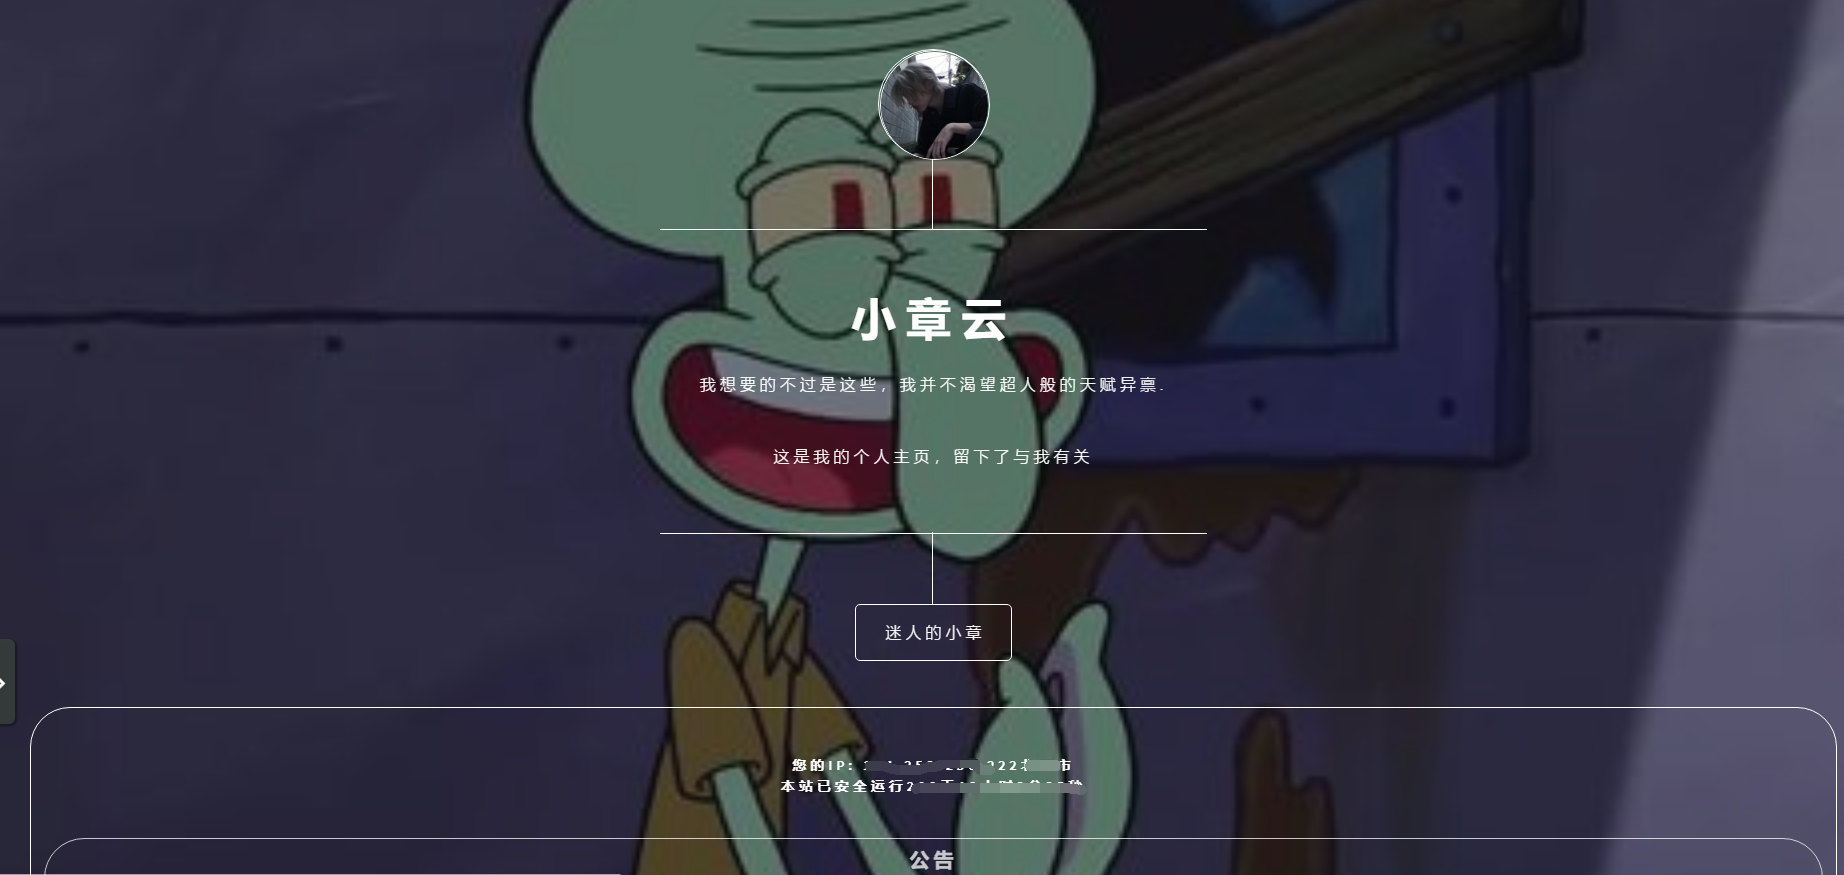 小章云
我想要的不过是这些，我并不渴望超人般的天赋异禀.
这是我的个人主页，留下了与我有关
迷人的小章
您的IP:
本站已安全运行
公告